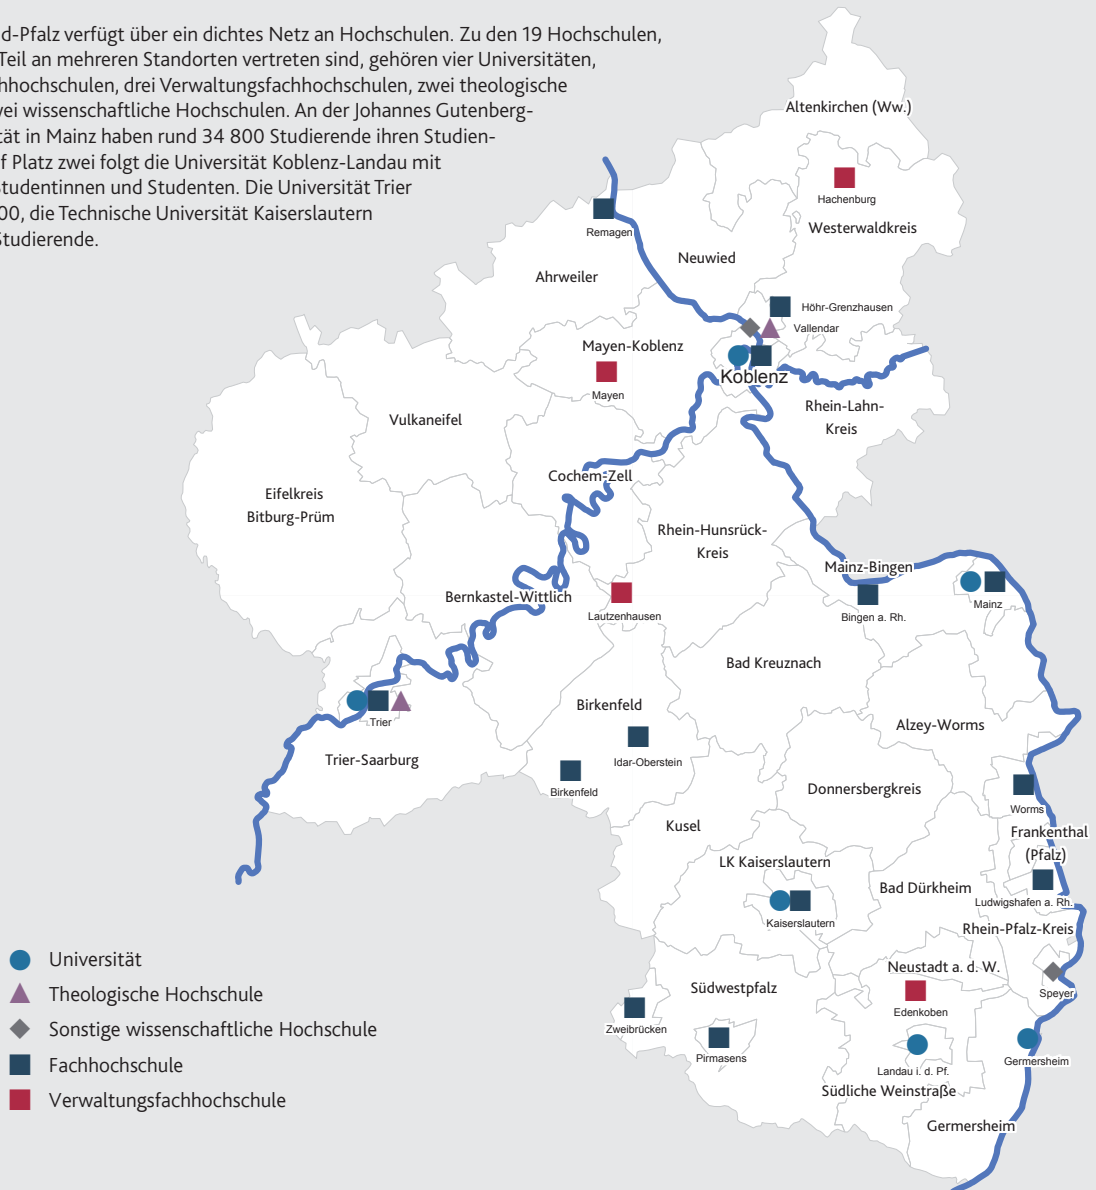 d-Pfalz verfügt über ein dichtes Netz an Hochschulen. Zu den 19 Hochschulen,
Teil an mehreren Standorten vertreten sind, gehören vier Universitäten,
hhochschulen, drei Verwaltungsfachhochschulen, zwei theologische
ei wissenschaftliche Hochschulen. An der Johannes Gutenberg-
tät in Mainz haben rund 34 800 Studierende ihren Studien-
f Platz zwei folgt die Universität Koblenz-Landau mit
tudentinnen und Studenten. Die Universität Trier
00, die Technische Universität Kaiserslautern
Studierende.
Altenkirchen (Ww.)
Hachenburg
Westerwaldkreis
Remagen
Neuwied
Ahrweiler
Höhr-Grenzhausen
Vallendar
Mayen-Koblenz
Koblenz
Mayen
Rhein-Lahn-
Kreis
Vulkaneifel
Cochem-Zell
Eifelkreis
Bitburg-Prüm
Rhein-Hunsrück-
Kreis
Mainz-Bingen
Bernkastel-Wittlich
Mainz
Lautzenhausen
Bingen a. Rh.
Bad Kreuznach
Birkenfeld
Trier
Alzey-Worms
Trier-Saarburg
Idar-Oberstein
Birkenfeld
Donnersbergkreis
Worms
Kusel
Frankenthal
(Pfalz)
LK Kaiserslautern
Bad Dürkheim
Ludwigshafen a. Rh.
Kaiserslautern
Rhein-Pfalz-Kreis
Neustadt a. d. W.
Südwestpfalz
Speyer
Edenkoben
Zweibrücken
Pirmasens
Germersheim
Landau i. d. Pf.
Südliche Weinstraße
Germersheim
Universität
Theologische Hochschule
Sonstige wissenschaftliche Hochschule
Fachhochschule
Verwaltungsfachhochschule